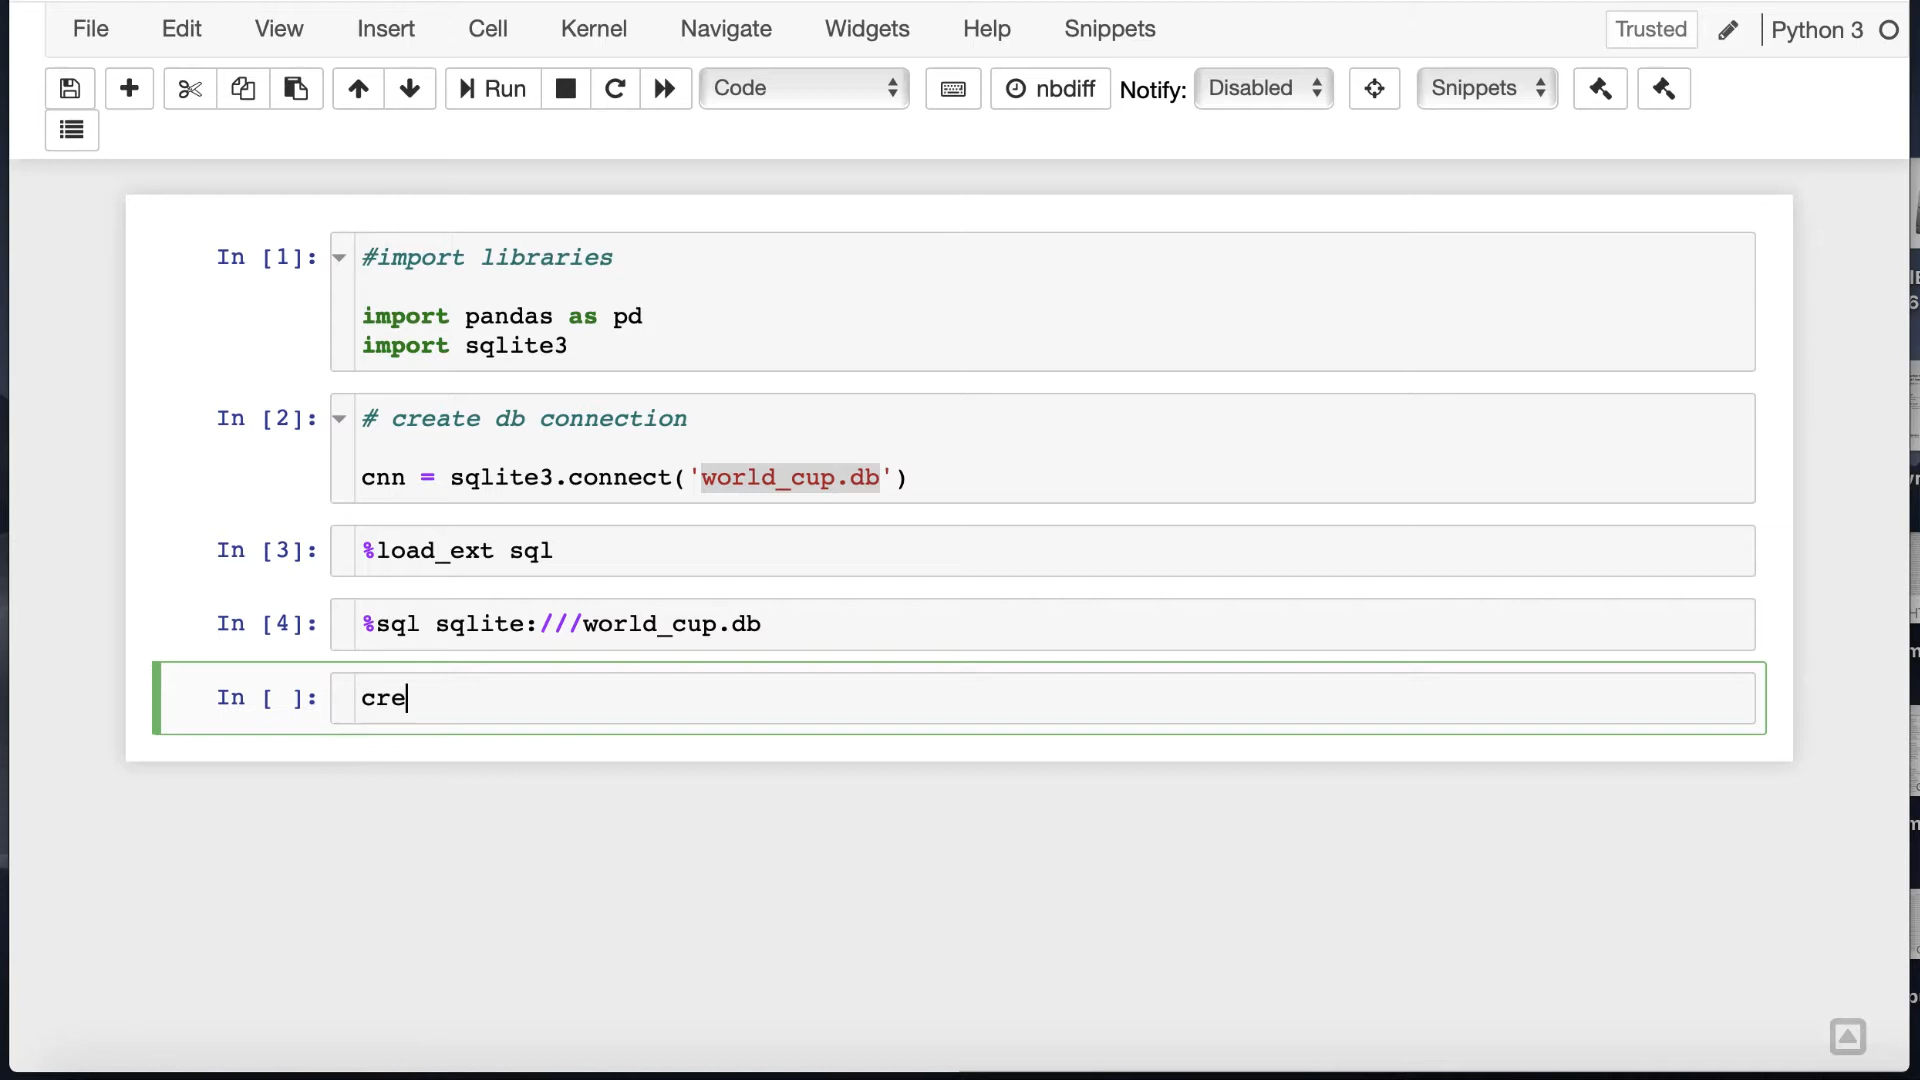 File Edit View Insert Cell Kernel Navigate Widgets Help Snippets Trusted Python 3
Run Code nbdiff Notify: Disabled Snippets
In [1]: #import libraries
import pandas as pd
import sqlite3
In [2]: # create db connection
cnn = sqlite3.connect('world_cup.db')
In [3]: %load_ext sql
In [4]: %sql sqlite:///world_cup.db
In [ ]: cre